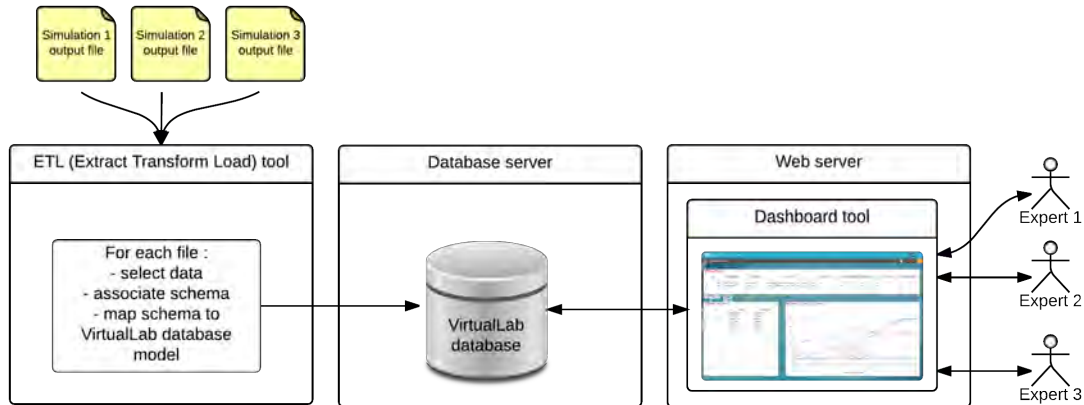 Simulation 1
output file
Simulation 2
output file
Simulation 3
output file
ETL (Extract Transform Load) tool
For each file :
- select data
- associate schema
- map schema to
VirtualLab database
model
Database server
VirtualLab
database
Web server
Dashboard tool
Expert 1
Expert 2
Expert 3